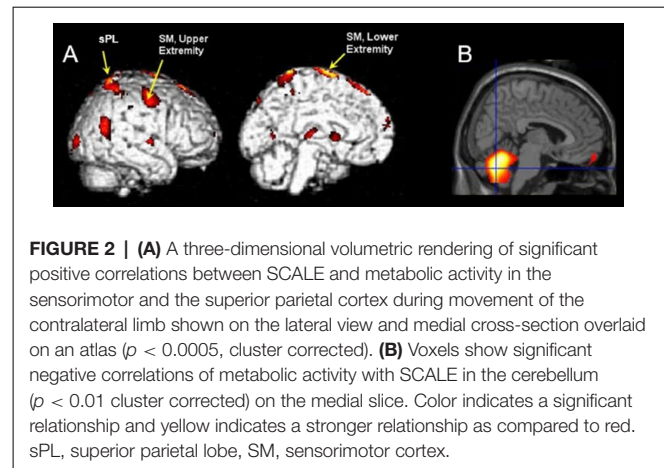 A
sPL
SM, Upper
Extremity
SM, Lower
Extremity
B
FIGURE 2 | (A) A three-dimensional volumetric rendering of significant
positive correlations between SCALE and metabolic activity in the
sensorimotor and the superior parietal cortex during movement of the
contralateral limb shown on the lateral view and medial cross-section overlaid
on an atlas (p < 0.0005, cluster corrected). (B) Voxels show significant
negative correlations of metabolic activity with SCALE in the cerebellum
(p < 0.01 cluster corrected) on the medial slice. Color indicates a significant
relationship and yellow indicates a stronger relationship as compared to red.
sPL, superior parietal lobe, SM, sensorimotor cortex.